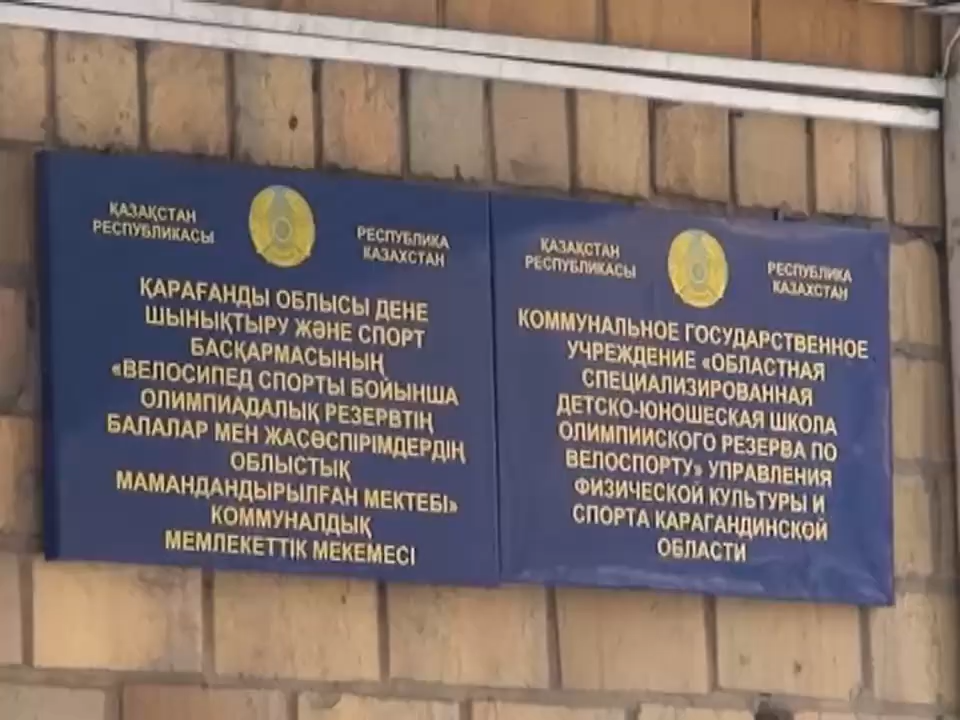 ҚАЗАҚСТАН
РЕСПУБЛИКАСЫ
РЕСПУБЛИКА
КАЗАХСТАН
ҚАРАҒАНДЫ ОБЛЫСЫ ДЕНЕ
ШЫНЫҚТЫРУ ЖӘНЕ СПОРТ
БАСҚАРМАСЫНЫҢ
«ВЕЛОСИПЕД СПОРТЫ БОЙЫНША
ОЛИМПИАДАЛЫҚ РЕЗЕРВТІҢ
БАЛАЛАР МЕН ЖАСӨСПІРІМДЕРДІҢ
ОБЛЫСТЫҚ
МАМАНДАНДЫРЫЛҒАН МЕКТЕБІ»
КОММУНАЛДЫҚ
МЕМЛЕКЕТТІК МЕКЕМЕСІ
ҚАЗАҚСТАН
РЕСПУБЛИКАСЫ
РЕСПУБЛИКА
КАЗАХСТАН
КОММУНАЛЬНОЕ ГОСУДАРСТВЕННОЕ
УЧРЕЖДЕНИЕ «ОБЛАСТНАЯ
СПЕЦИАЛИЗИРОВАННАЯ
ДЕТСКО-ЮНОШЕСКАЯ ШКОЛА
ОЛИМПИЙСКОГО РЕЗЕРВА ПО
ВЕЛОСПОРТУ» УПРАВЛЕНИЯ
ФИЗИЧЕСКОЙ КУЛЬТУРЫ И
СПОРТА КАРАГАНДИНСКОЙ
ОБЛАСТИ